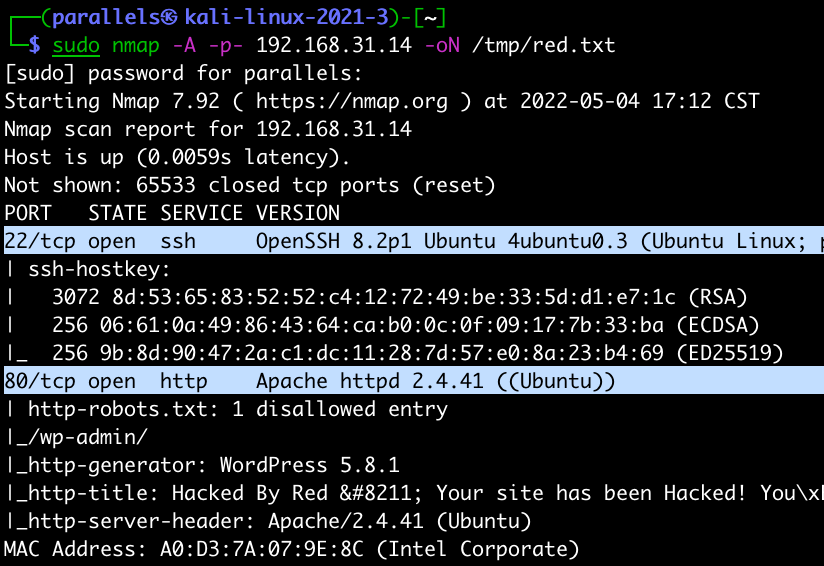 ┌──(parallels㉿kali-linux-2021-3)-[~]
└─$ sudo nmap -A -p- 192.168.31.14 -oN /tmp/red.txt
[sudo] password for parallels:
Starting Nmap 7.92 ( https://nmap.org ) at 2022-05-04 17:12 CST
Nmap scan report for 192.168.31.14
Host is up (0.0059s latency).
Not shown: 65533 closed tcp ports (reset)
PORT   STATE SERVICE VERSION
22/tcp open  ssh     OpenSSH 8.2p1 Ubuntu 4ubuntu0.3 (Ubuntu Linux;
| ssh-hostkey:
|   3072 8d:53:65:83:52:52:c4:12:72:49:be:33:5d:d1:e7:1c (RSA)
|   256 06:61:0a:49:86:43:64:ca:b0:0c:0f:09:17:7b:33:ba (ECDSA)
|_  256 9b:8d:90:47:2a:c1:dc:11:28:7d:57:e0:8a:23:b4:69 (ED25519)
80/tcp open  http    Apache httpd 2.4.41 ((Ubuntu))
| http-robots.txt: 1 disallowed entry
|_/wp-admin/
|_http-generator: WordPress 5.8.1
|_http-title: Hacked By Red &#8211; Your site has been Hacked! You\x
|_http-server-header: Apache/2.4.41 (Ubuntu)
MAC Address: A0:D3:7A:07:9E:8C (Intel Corporate)